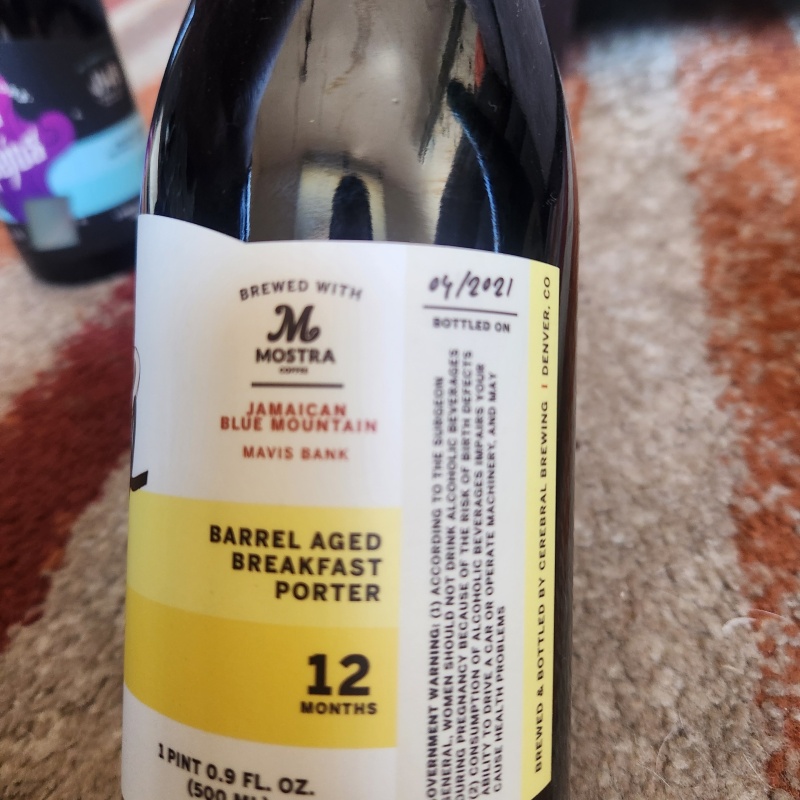 BREWED WITH
M
MOSTRA
COFFEE
JAMAICAN
BLUE MOUNTAIN
MAVIS BANK
BARREL AGED
BREAKFAST
PORTER
12
MONTHS
1 PINT 0.9 FL. OZ.
(500 ML)
04/2021
BOTTLED ON
GOVERNMENT WARNING: (1) ACCORDING TO THE SURGEON
GENERAL, WOMEN SHOULD NOT DRINK ALCOHOLIC BEVERAGES
DURING PREGNANCY BECAUSE OF THE RISK OF BIRTH DEFECTS
(2) CONSUMPTION OF ALCOHOLIC BEVERAGES IMPAIRS YOUR
ABILITY TO DRIVE A CAR OR OPERATE MACHINERY, AND MAY
CAUSE HEALTH PROBLEMS
BREWED & BOTTLED BY CEREBRAL BREWING | DENVER, CO